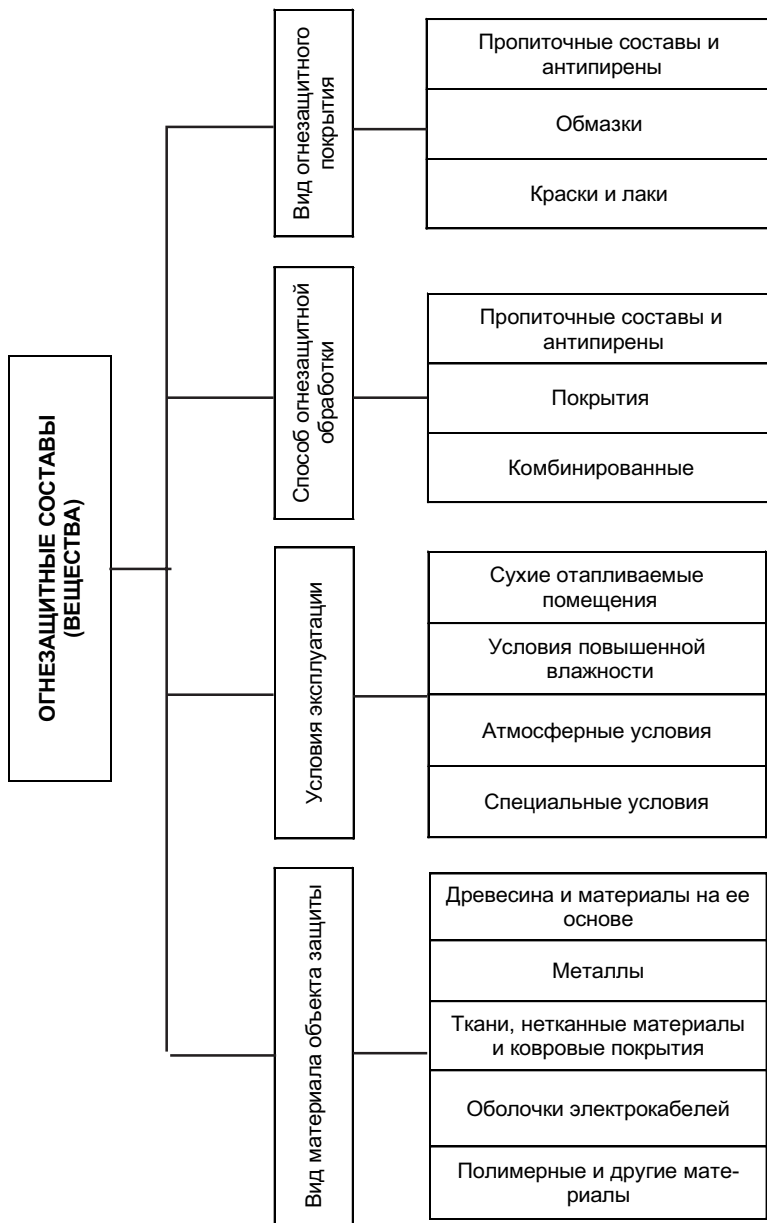 ОГНЕЗАЩИТНЫЕ СОСТАВЫ
(ВЕЩЕСТВА)
Вид огнезащитного
покрытия
Пропиточные составы и
антипирены
Обмазки
Краски и лаки
Способ огнезащитной
обработки
Пропиточные составы и
антипирены
Покрытия
Комбинированные
Условия эксплуатации
Сухие отапливаемые
помещения
Условия повышенной
влажности
Атмосферные условия
Специальные условия
Вид материала объекта защиты
Древесина и материалы на ее
основе
Металлы
Ткани, нетканные материалы
и ковровые покрытия
Оболочки электрокабелей
Полимерные и другие мате-
риалы